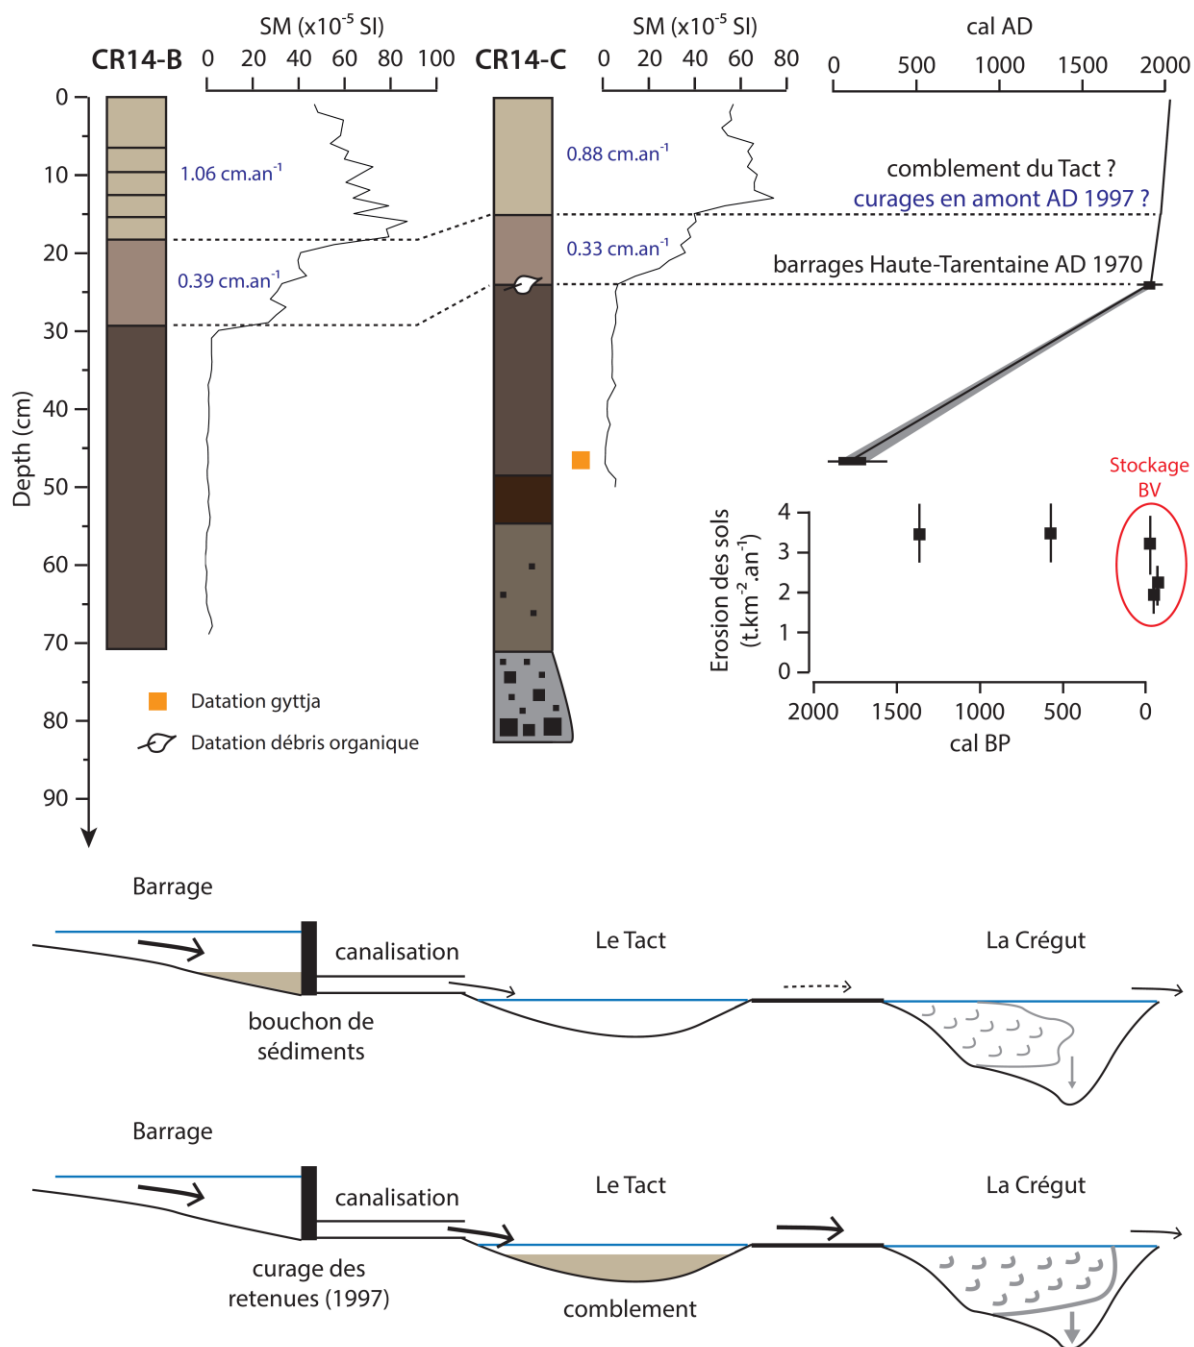 SM (x10⁻⁵ SI)
SM (x10⁻⁵ SI)
cal AD
CR14-B
0 20 40 60 80 100
CR14-C
0 20 40 60 80
0 500 1000 1500 2000
Depth (cm)
0
10
20
30
40
50
60
70
80
90
1.06 cm.an⁻¹
0.39 cm.an⁻¹
0.88 cm.an⁻¹
0.33 cm.an⁻¹
comblement du Tact ?
curages en amont AD 1997 ?
barrages Haute-Tarentaine AD 1970
Stockage
BV
Erosion des sols
(t.km⁻².an⁻¹)
4
3
2
1
0
2000 1500 1000 500 0
cal BP
Datation gyttja
Datation débris organique
Barrage
canalisation
Le Tact
La Crégut
bouchon de
sédiments
Barrage
canalisation
Le Tact
La Crégut
curage des
retenues (1997)
comblement